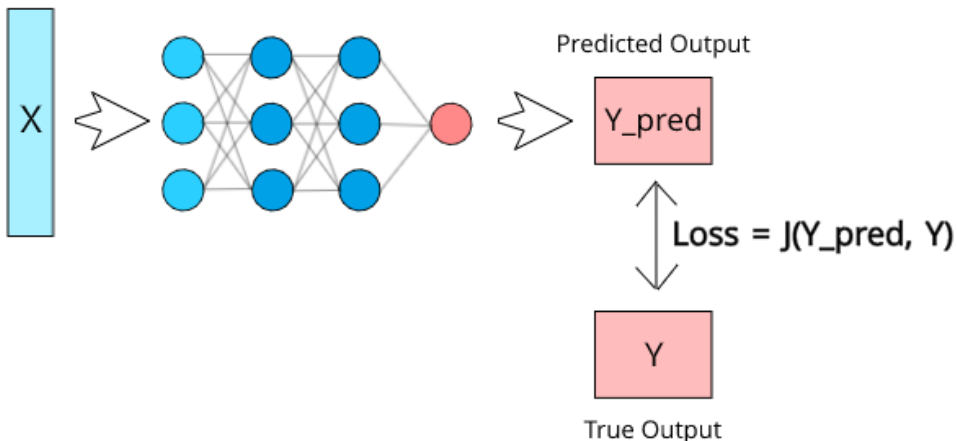 X
Predicted Output
Y_pred
Loss = J(Y_pred, Y)
Y
True Output